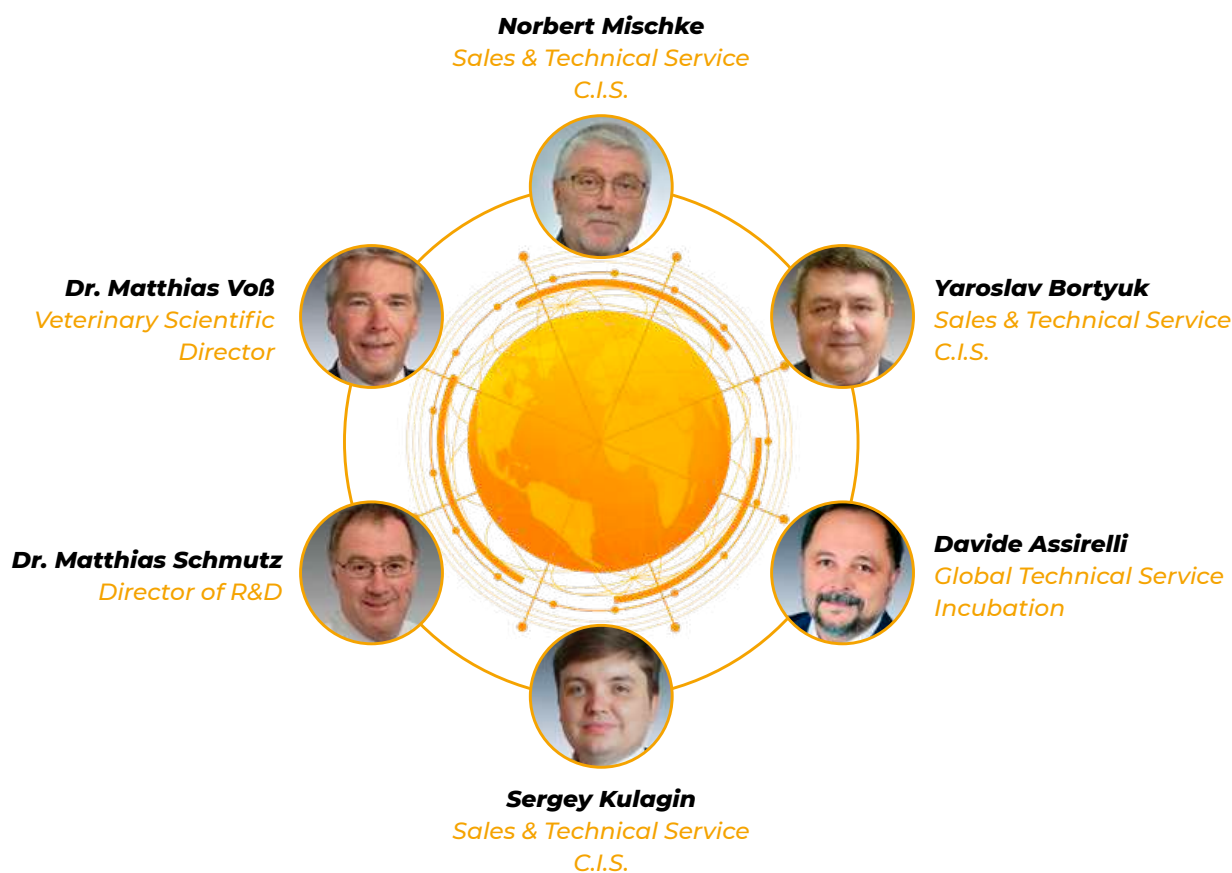 Norbert Mischke
Sales & Technical Service
C.I.S.
Dr. Matthias Voß
Veterinary Scientific
Director
Yaroslav Bortyuk
Sales & Technical Service
C.I.S.
Dr. Matthias Schmutz
Director of R&D
Davide Assirelli
Global Technical Service
Incubation
Sergey Kulagin
Sales & Technical Service
C.I.S.